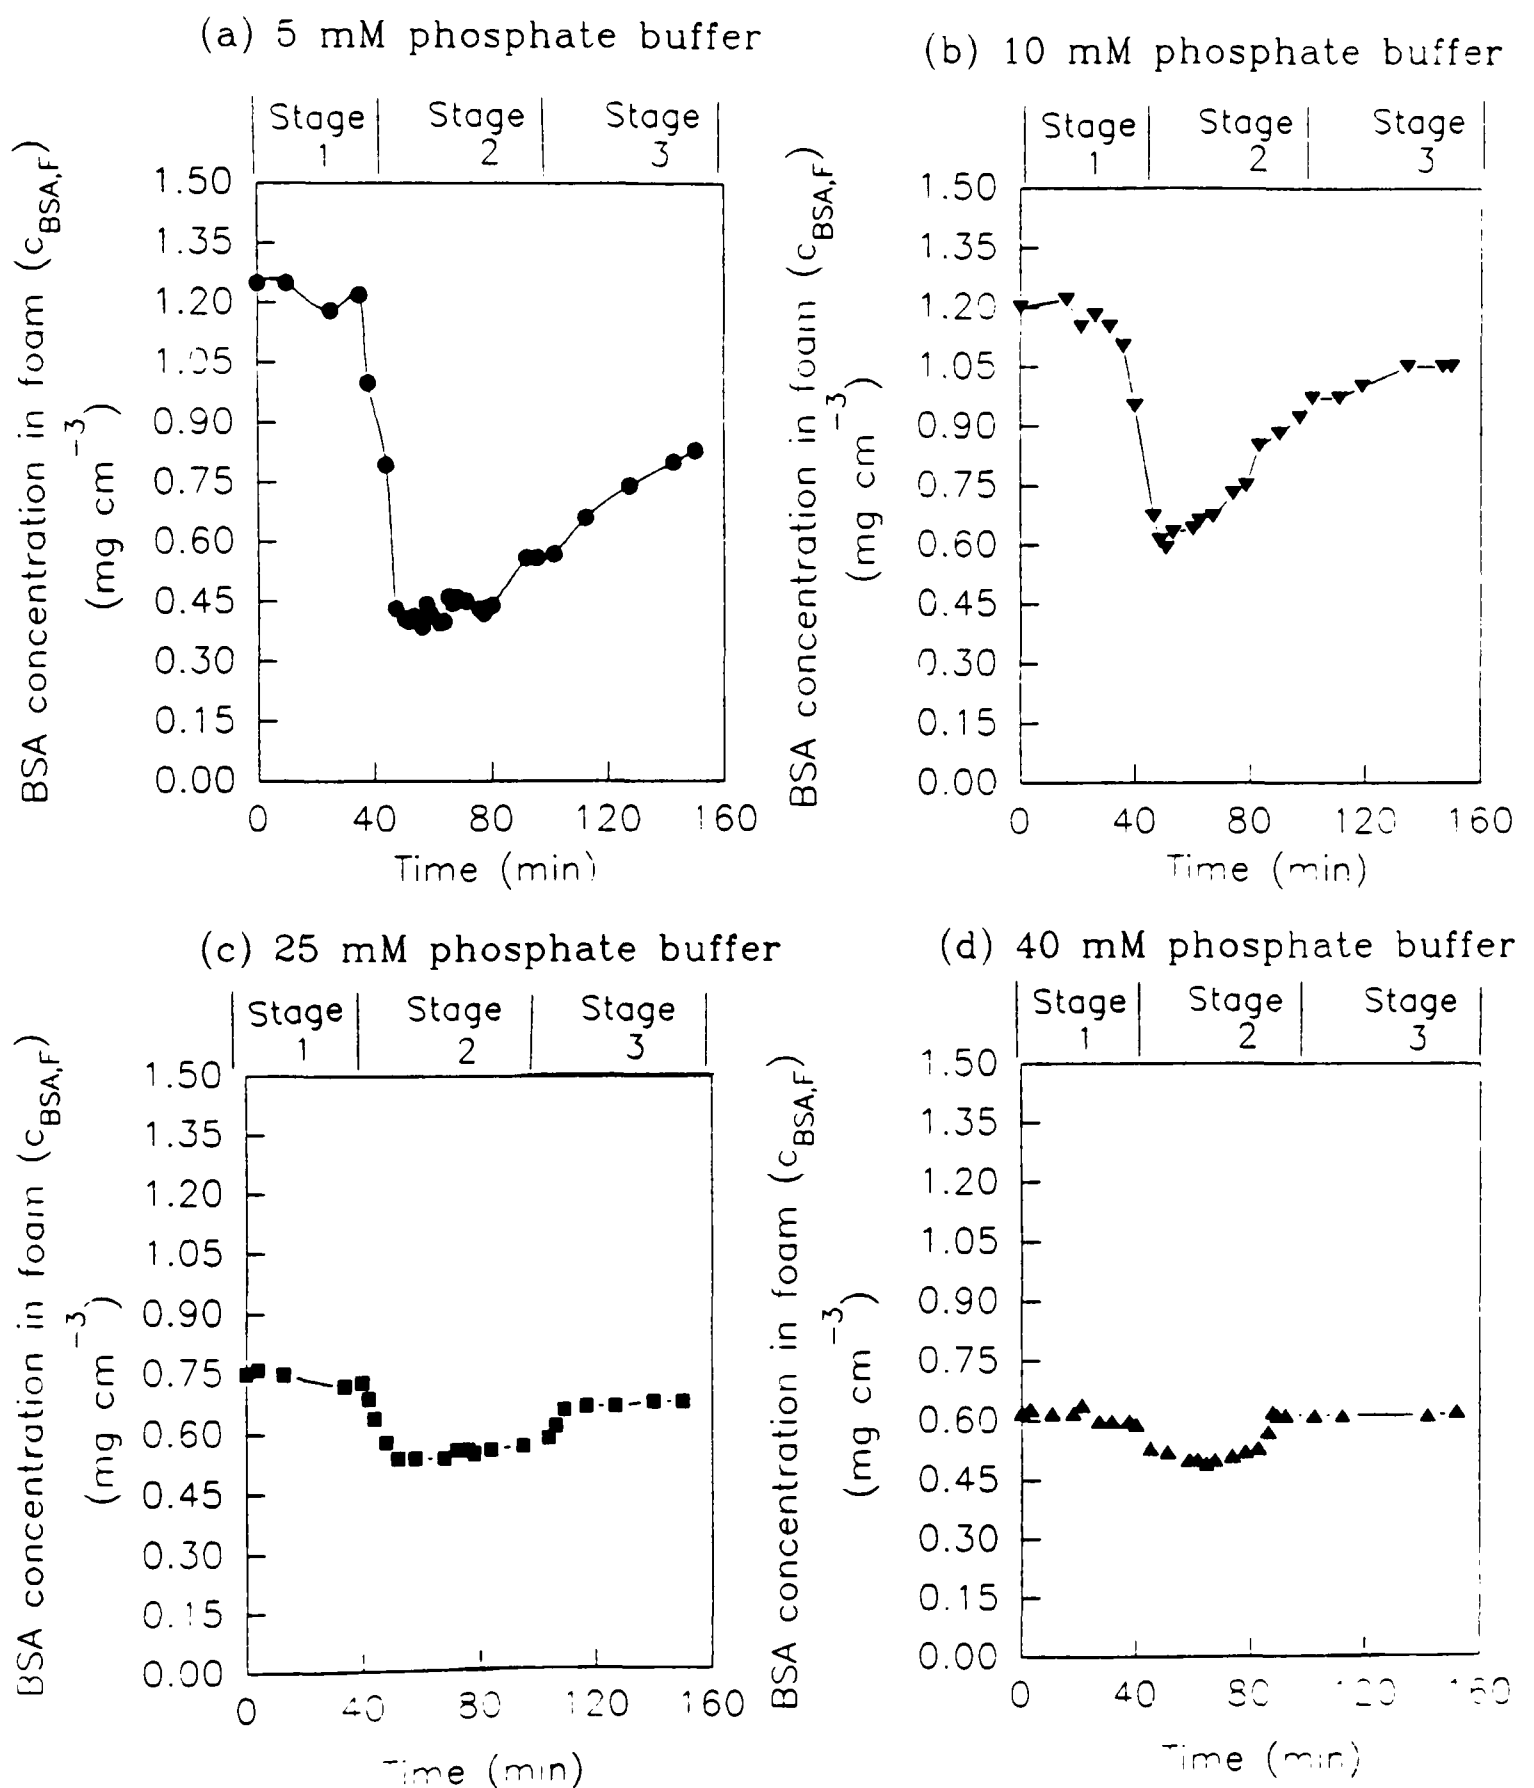 (a) 5 mM phosphate buffer
Stage 1
Stage 2
Stage 3
BSA concentration in foam (cBSA,F)
(mg cm−3)
1.50
1.35
1.20
1.05
0.90
0.75
0.60
0.45
0.30
0.15
0.00
0 40 80 120 160
Time (min)
(b) 10 mM phosphate buffer
Stage 1
Stage 2
Stage 3
BSA concentration in foam (cBSA,F)
(mg cm−3)
1.50
1.35
1.20
1.05
0.90
0.75
0.60
0.45
0.30
0.15
0.00
0 40 80 120 160
Time (min)
(c) 25 mM phosphate buffer
Stage 1
Stage 2
Stage 3
BSA concentration in foam (cBSA,F)
(mg cm−3)
1.50
1.35
1.20
1.05
0.90
0.75
0.60
0.45
0.30
0.15
0.00
0 40 80 120 160
Time (min)
(d) 40 mM phosphate buffer
Stage 1
Stage 2
Stage 3
BSA concentration in foam (cBSA,F)
(mg cm−3)
1.50
1.35
1.20
1.05
0.90
0.75
0.60
0.45
0.30
0.15
0.00
0 40 80 120 160
Time (min)